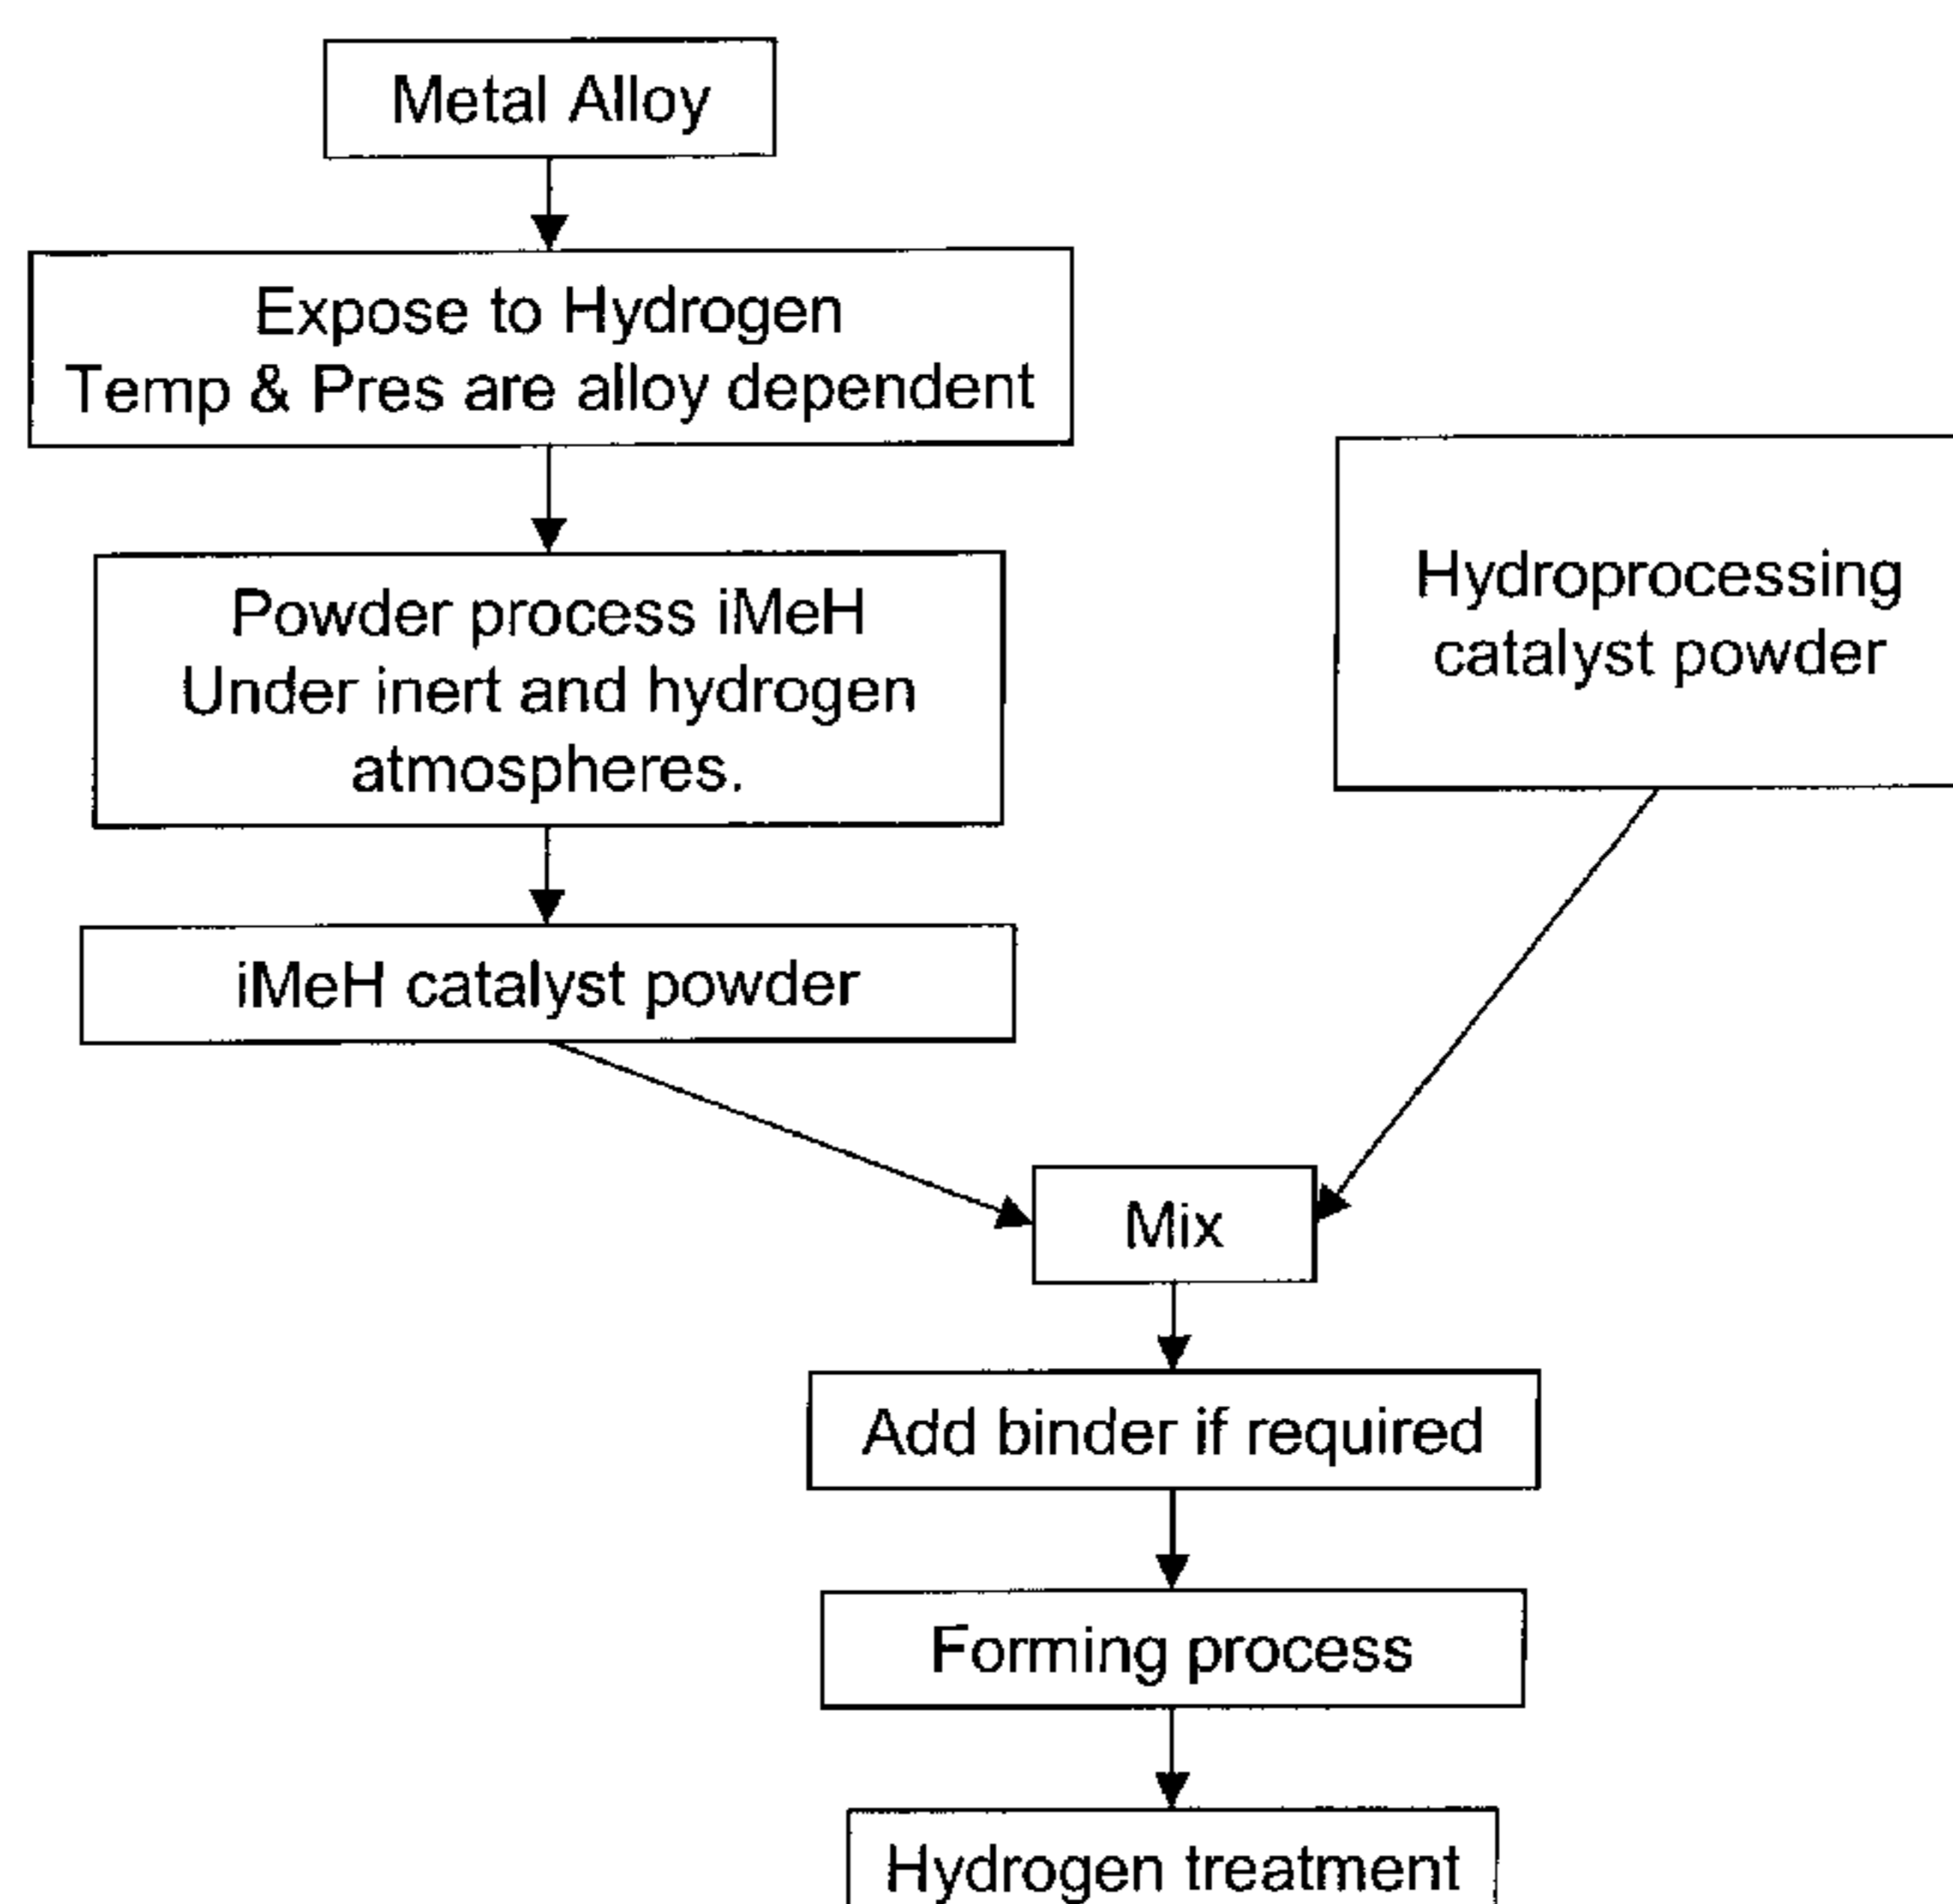 Metal Alloy
Expose to Hydrogen
Temp & Pres are alloy dependent
Powder process iMeH
Under inert and hydrogen
atmospheres.
iMeH catalyst powder
Hydroprocessing
catalyst powder
Mix
Add binder if required
Forming process
Hydrogen treatment